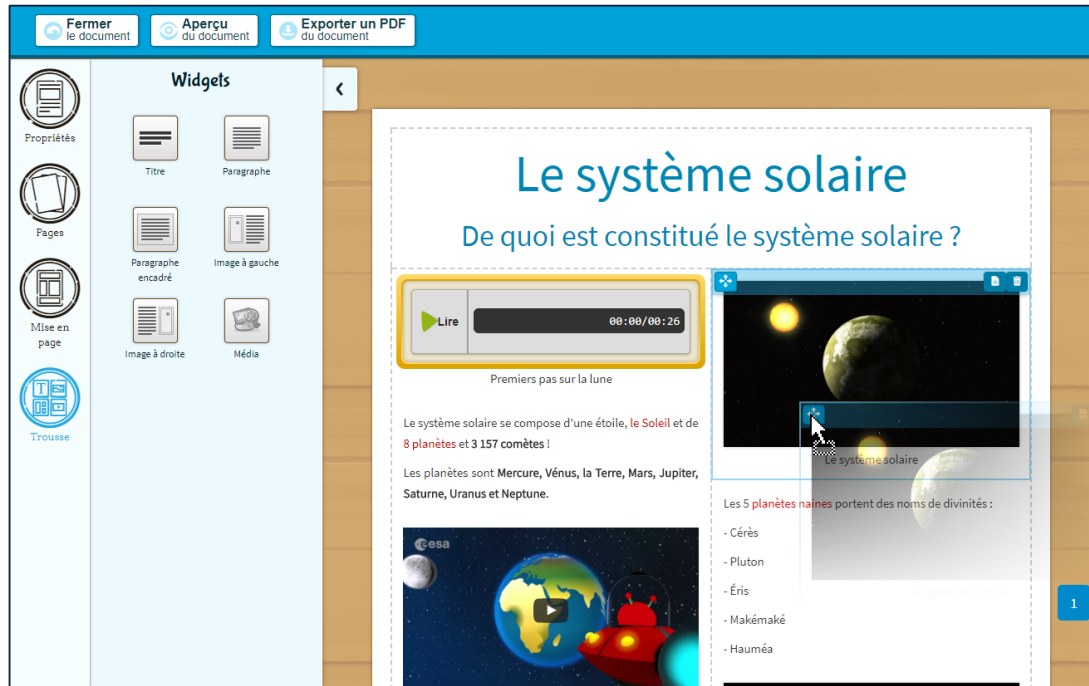 Fermer
le document
Aperçu
du document
Exporter un PDF
du document
Propriétés
Pages
Mise en
page
Trousse
Widgets
Titre
Paragraphe
Paragraphe
encadré
Image à gauche
Image à droite
Média
Le système solaire
De quoi est constitué le système solaire ?
Lire
00:00/00:26
Premiers pas sur la lune
Le système solaire se compose d'une étoile, le Soleil et de
8 planètes et 3 157 comètes !
Les planètes sont Mercure, Vénus, la Terre, Mars, Jupiter,
Saturne, Uranus et Neptune.
esa
Le système solaire
Les 5 planètes naines portent des noms de divinités :
- Cérès
- Pluton
- Éris
- Makémaké
- Hauméa
Le système solaire
1